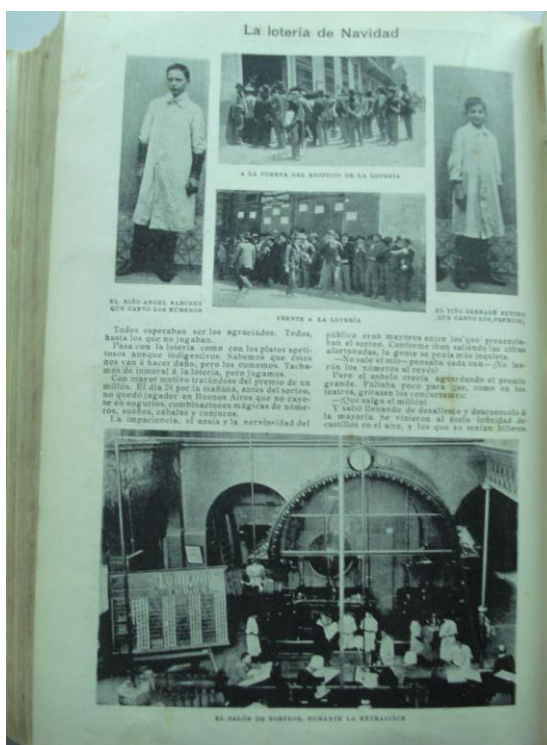 La lotería de Navidad
A LA PUERTA DEL EDIFICIO DE LA LOTERÍA
FRENTE A LA LOTERÍA.
EL NIÑO ANGEL SANCHEZ
QUE CANTÓ LOS NÚMEROS
EL NIÑO BERNABÉ
QUE CANTÓ LOS PREMIOS,
Todos esperaban ser los agraciados. Todos,
hasta los que no jugaban.
Pasa con la lotería como con los platos apeti-
tosos aunque indigestivos. Sabemos que éstos
nos van á hacer daño, pero los comemos. Tacha-
mos de inmoral á la lotería, pero jugamos.
Con mayor motivo tratándose del premio de un
millón. El día 24 por la mañana, antes del sorteo,
no quedó jugador en Buenos Aires que no caye-
se en augurios, combinaciones mágicas de núme-
ros, sueños, cábalas y conjuros.
La impaciencia, el ansia y la nerviosidad del
público eran mayores entre los que presencia-
ban el sorteo. Conforme iban saliendo las cifras
afortunadas, la gente se ponía más inquieta.
—No sale el mío—pensaba cada uno.—¿No lee-
rán los números al revés?
Pero el anhelo crecía aguardando el premio
grande. Faltaba poco para que, como en los
teatros, gritasen los concurrentes:
—¡Que salga el millón!
Y salió llenando de desaliento y desconsuelo á
la mayoría. Se vinieron al suelo infinidad de
castillos en el aire, y los que no tenían billetes
EL SALÓN DE SORTEOS, DURANTE LA EXTRACCIÓN